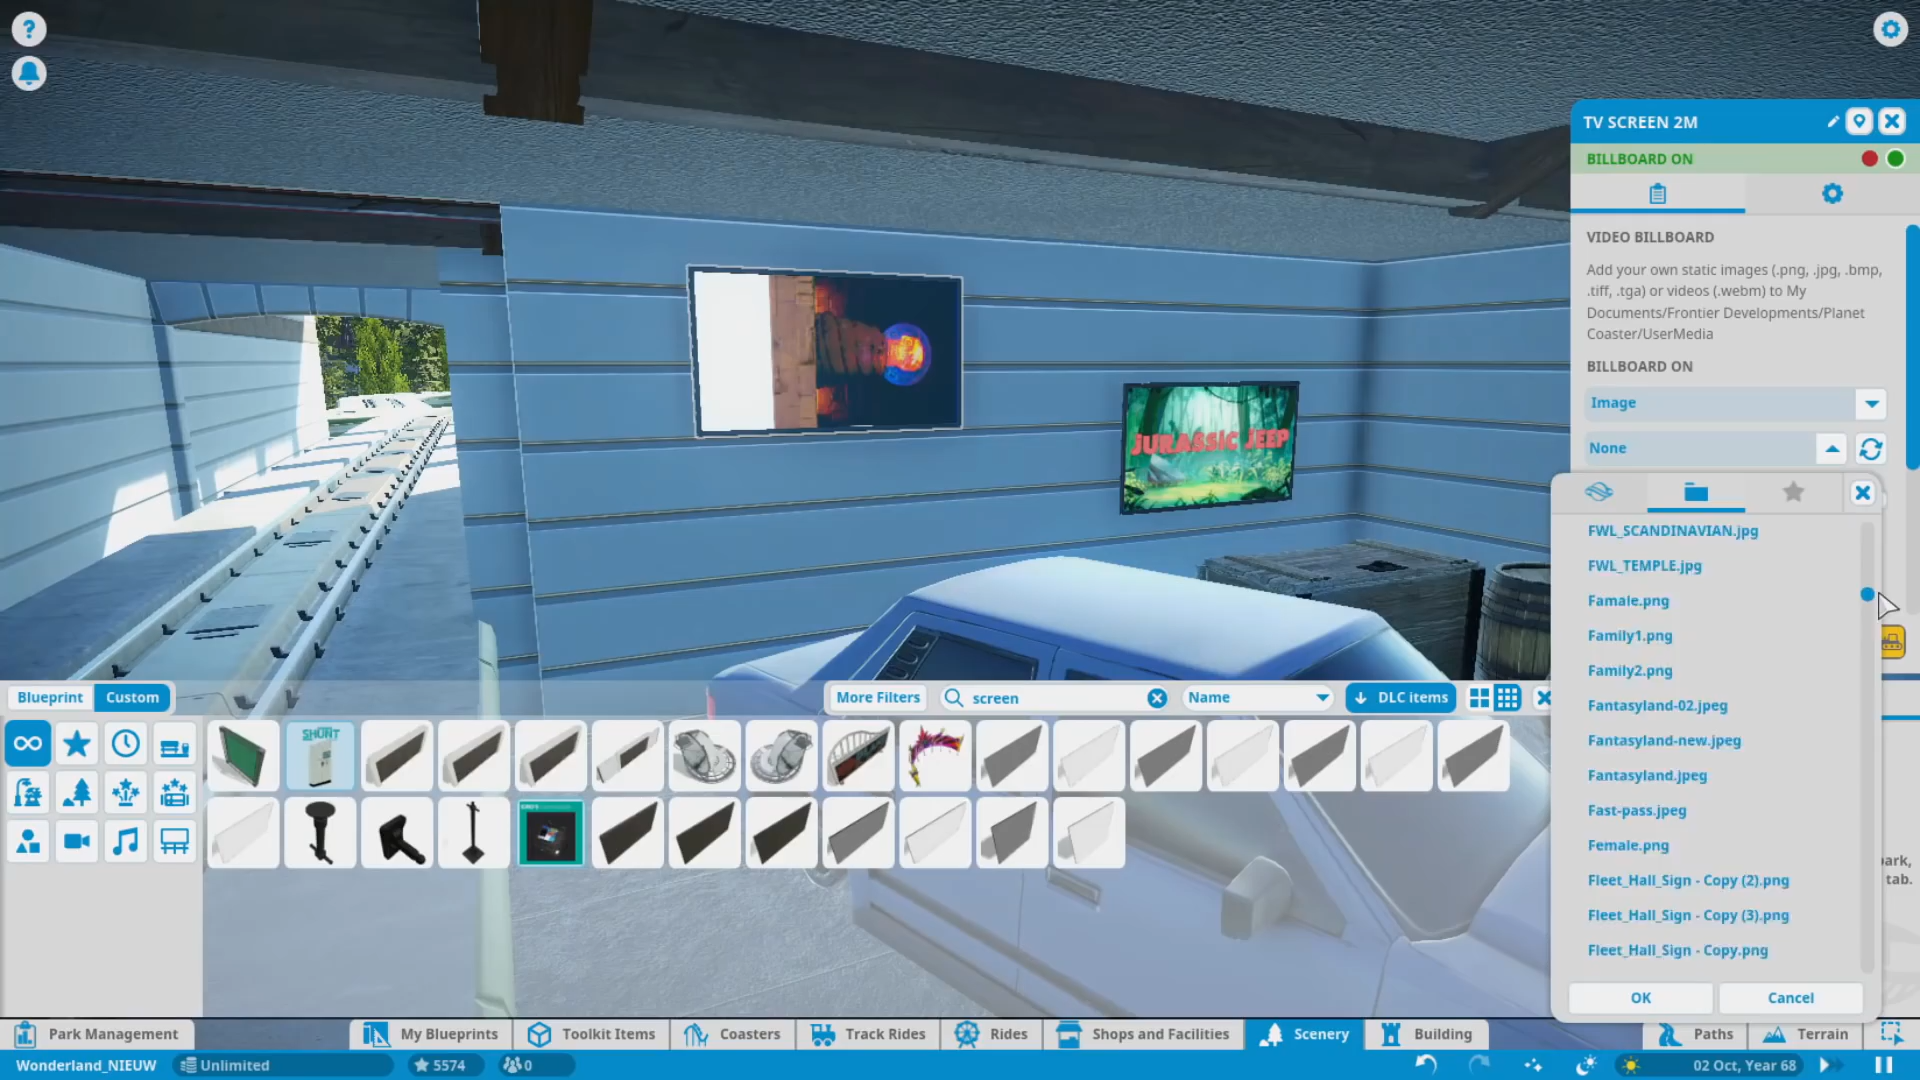 ?
TV SCREEN 2M
BILLBOARD ON
VIDEO BILLBOARD
Add your own static images (.png, .jpg, .bmp,
.tiff, .tga) or videos (.webm) to My
Documents/Frontier Developments/Planet
Coaster/UserMedia
BILLBOARD ON
Image
None
JURASSIC JEEP
FWL_SCANDINAVIAN.jpg
FWL_TEMPLE.jpg
Famale.png
Family1.png
Family2.png
Fantasyland-02.jpeg
Fantasyland-new.jpeg
Fantasyland.jpeg
Fast-pass.jpeg
Female.png
Fleet_Hall_Sign - Copy (2).png
Fleet_Hall_Sign - Copy (3).png
Fleet_Hall_Sign - Copy.png
OK Cancel
park,
tab.
Blueprint Custom
More Filters screen Name DLC items
SHUNT
Park Management My Blueprints Toolkit Items Coasters Track Rides Rides Shops and Facilities Scenery Building Paths Terrain
Wonderland_NIEUW Unlimited 5574 0 02 Oct, Year 68